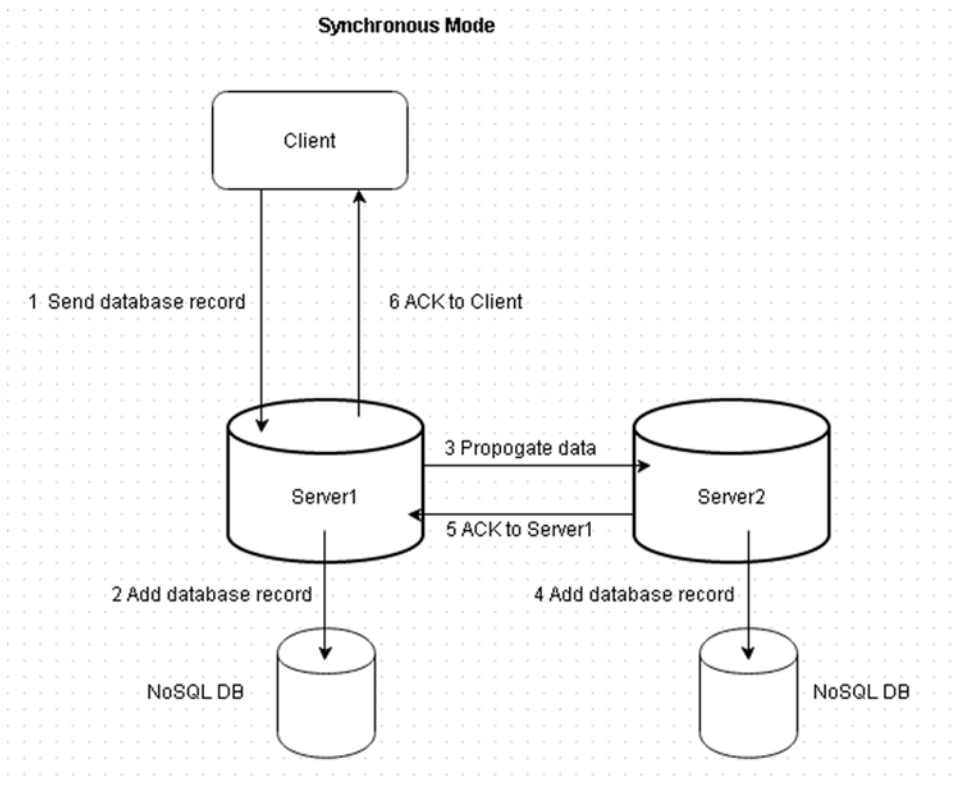 Synchronous Mode
Client
1 Send database record
6 ACK to Client
3 Propogate data
Server1
Server2
5 ACK to Server1
2 Add database record
4 Add database record
NoSQL DB
NoSQL DB